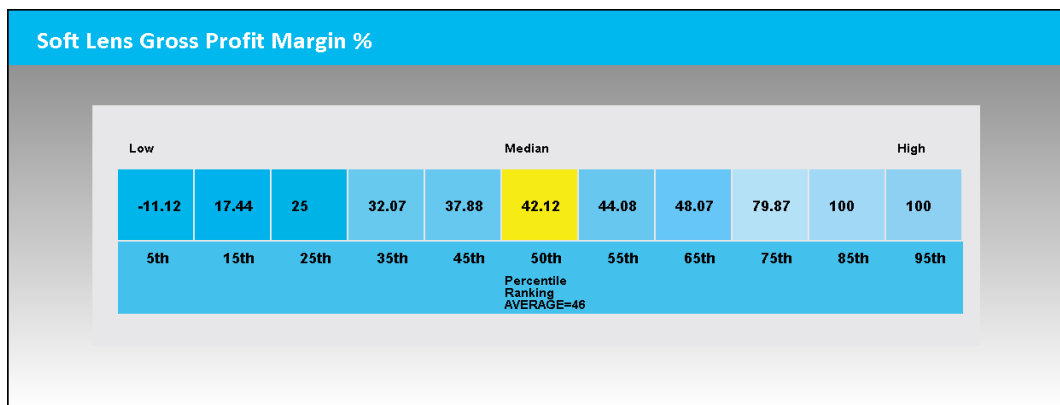 Soft Lens Gross Profit Margin %
Low Median High
-11.12 17.44 25 32.07 37.88 42.12 44.08 48.07 79.87 100 100
5th 15th 25th 35th 45th 50th 55th 65th 75th 85th 95th
Percentile
Ranking
AVERAGE=46